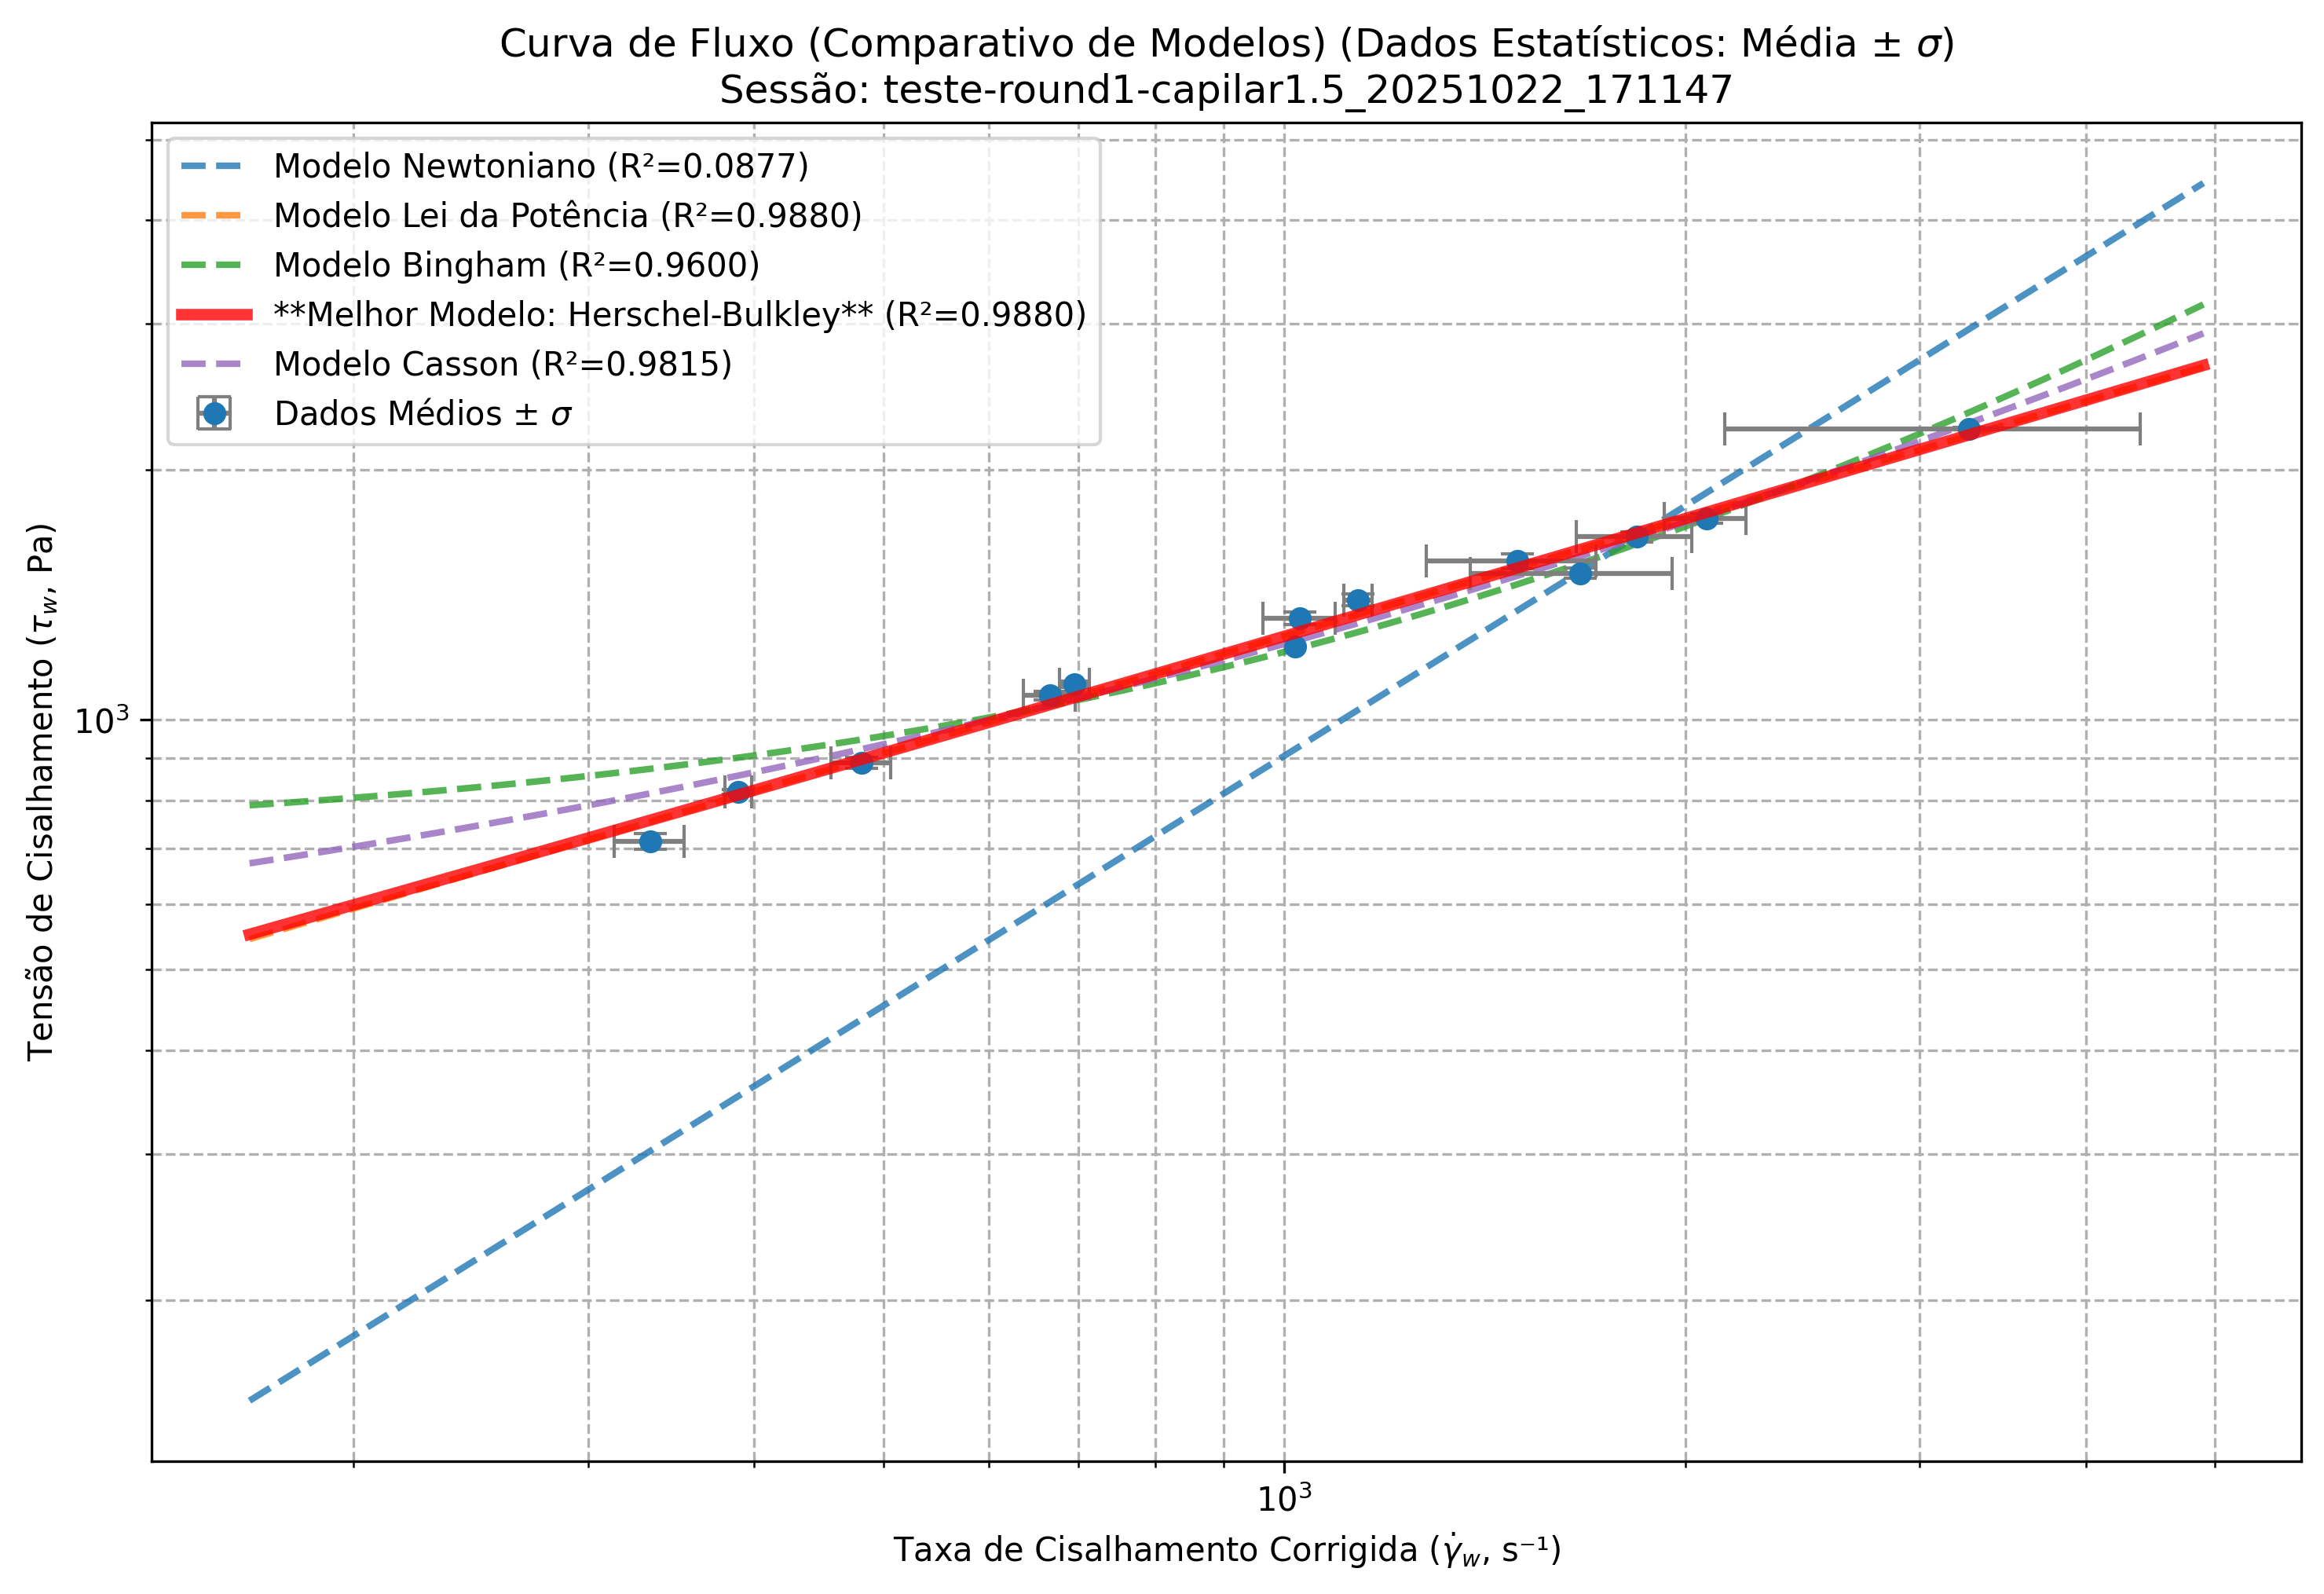 Curva de Fluxo (Comparativo de Modelos) (Dados Estatísticos: Média ± σ)
Sessão: teste-round1-capilar1.5_20251022_171147
Modelo Newtoniano (R²=0.0877)
Modelo Lei da Potência (R²=0.9880)
Modelo Bingham (R²=0.9600)
**Melhor Modelo: Herschel-Bulkley** (R²=0.9880)
Modelo Casson (R²=0.9815)
Dados Médios ± σ
Tensão de Cisalhamento (τ_w, Pa)
10³
10³
Taxa de Cisalhamento Corrigida (γ̇_w, s⁻¹)